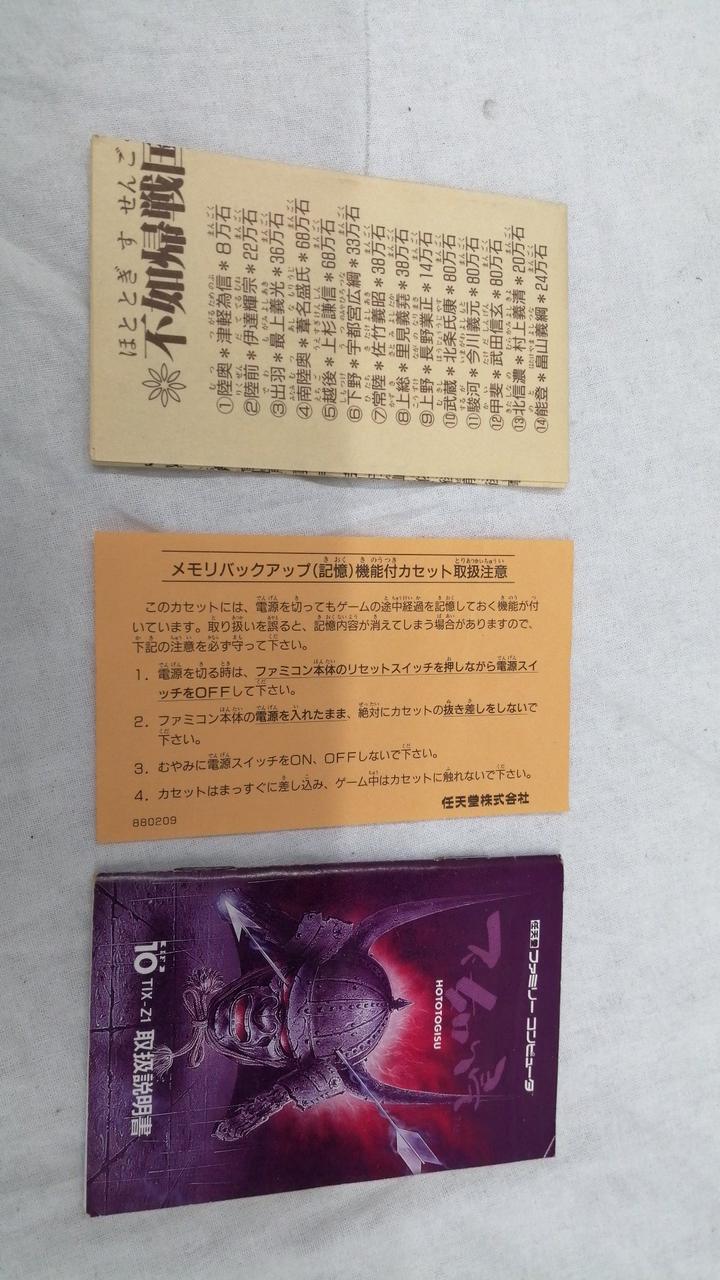 ほととぎ す せんご
不如帰戦国
①陸奥＊津軽為信＊8万石
②陸前＊伊達輝宗＊22万石
③出羽＊最上義光＊36万石
④南陸奥＊葦名盛氏＊68万石
⑤越後＊上杉謙信＊68万石
⑥下野＊宇都宮広綱＊33万石
⑦常陸＊佐竹義昭＊38万石
⑧上総＊里見義堯＊38万石
⑨上野＊長野業正＊14万石
⑩武蔵＊北条氏康＊80万石
⑪駿河＊今川義元＊80万石
⑫甲斐＊武田信玄＊80万石
⑬北信濃＊村上義清＊20万石
⑭能登＊畠山義綱＊24万石
メモリバックアップ(記憶)機能付カセット取扱注意
このカセットには、電源を切ってもゲームの途中経過を記憶しておく機能が付
いています。取り扱いを誤ると、記憶内容が消えてしまう場合がありますので、
下記の注意を必ず守って下さい。
1. 電源を切る時は、ファミコン本体のリセットスイッチを押しながら電源スイ
ッチをOFFして下さい。
2. ファミコン本体の電源を入れたまま、絶対にカセットの抜き差しをしないで
下さい。
3. むやみに電源スイッチをON、OFFしないで下さい。
4. カセットはまっすぐに差し込み、ゲーム中はカセットに触れないで下さい。
880209
任天堂株式会社
任天堂 ファミリー コンピュータ
不如帰
HOTOTOGISU
10 TIX-Z1 取扱説明書